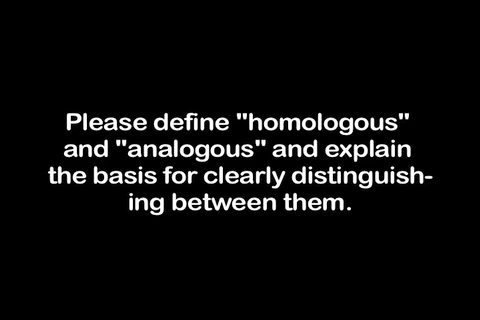 Please define "homologous"
and "analogous" and explain
the basis for clearly distinguish-
ing between them.